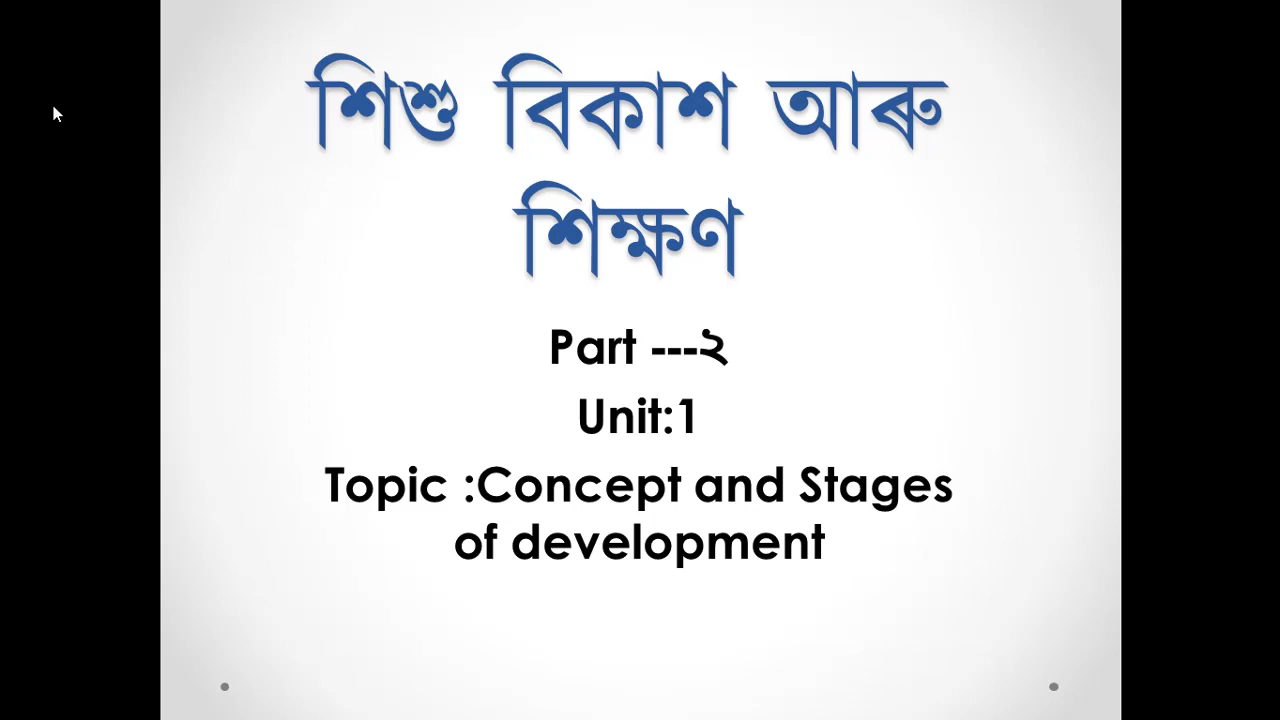 শিশু বিকাশ আৰু
শিক্ষণ
Part ---২
Unit:1
Topic :Concept and Stages
of development